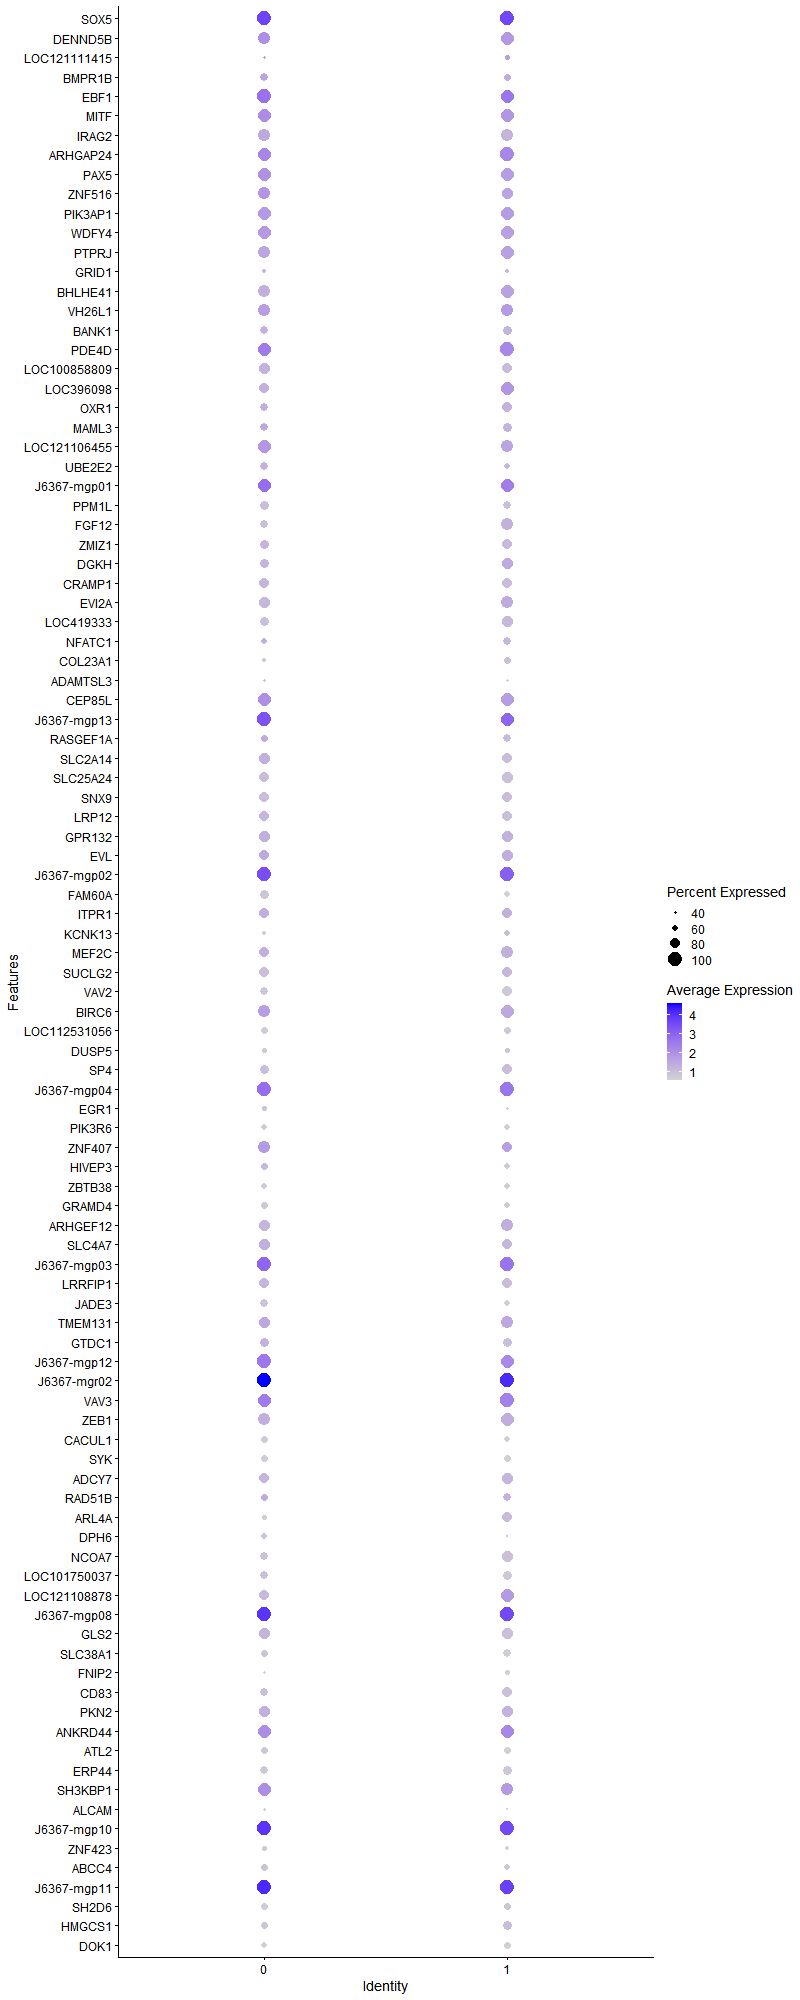 SOX5
DENND5B
LOC121111415
BMPR1B
EBF1
MITF
IRAG2
ARHGAP24
PAX5
ZNF516
PIK3AP1
WDFY4
PTPRJ
GRID1
BHLHE41
VH26L1
BANK1
PDE4D
LOC100858809
LOC396098
OXR1
MAML3
LOC121106455
UBE2E2
J6367-mgp01
PPM1L
FGF12
ZMIZ1
DGKH
CRAMP1
EVI2A
LOC419333
NFATC1
COL23A1
ADAMTSL3
CEP85L
J6367-mgp13
RASGEF1A
SLC2A14
SLC25A24
SNX9
LRP12
GPR132
EVL
J6367-mgp02
FAM60A
ITPR1
KCNK13
MEF2C
SUCLG2
VAV2
BIRC6
LOC112531056
DUSP5
SP4
J6367-mgp04
EGR1
PIK3R6
ZNF407
HIVEP3
ZBTB38
GRAMD4
ARHGEF12
SLC4A7
J6367-mgp03
LRRFIP1
JADE3
TMEM131
GTDC1
J6367-mgp12
J6367-mgr02
VAV3
ZEB1
CACUL1
SYK
ADCY7
RAD51B
ARL4A
DPH6
NCOA7
LOC101750037
LOC121108878
J6367-mgp08
GLS2
SLC38A1
FNIP2
CD83
PKN2
ANKRD44
ATL2
ERP44
SH3KBP1
ALCAM
J6367-mgp10
ZNF423
ABCC4
J6367-mgp11
SH2D6
HMGCS1
DOK1
Features
0
1
Identity
Percent Expressed
40
60
80
100
Average Expression
4
3
2
1